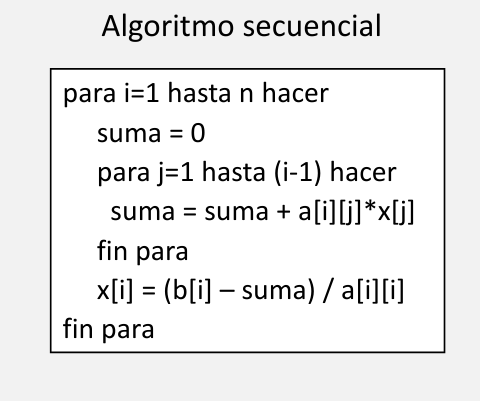 Algoritmo secuencial
para i=1 hasta n hacer
suma = 0
para j=1 hasta (i-1) hacer
suma = suma + a[i][j]*x[j]
fin para
x[i] = (b[i] – suma) / a[i][i]
fin para